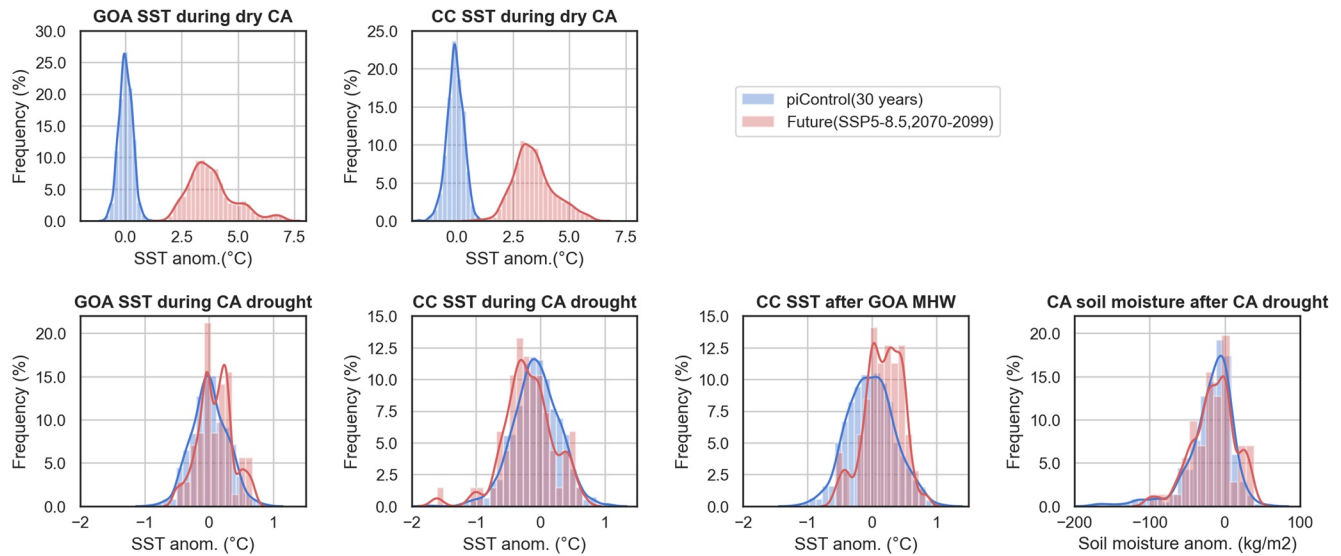 GOA SST during dry CA
30.0
25.0
20.0
15.0
10.0
5.0
0.0
Frequency (%)
0.0 2.5 5.0 7.5
SST anom.(°C)
CC SST during dry CA
25.0
20.0
15.0
10.0
5.0
0.0
Frequency (%)
0.0 2.5 5.0 7.5
SST anom.(°C)
piControl(30 years)
Future(SSP5-8.5,2070-2099)
GOA SST during CA drought
20.0
15.0
10.0
5.0
0.0
Frequency (%)
−2 −1 0 1
SST anom. (°C)
CC SST during CA drought
15.0
12.5
10.0
7.5
5.0
2.5
0.0
Frequency (%)
−2 −1 0 1
SST anom. (°C)
CC SST after GOA MHW
15.0
12.5
10.0
7.5
5.0
2.5
0.0
Frequency (%)
−2 −1 0 1
SST anom. (°C)
CA soil moisture after CA drought
20.0
15.0
10.0
5.0
0.0
Frequency (%)
−200 −100 0 100
Soil moisture anom. (kg/m2)